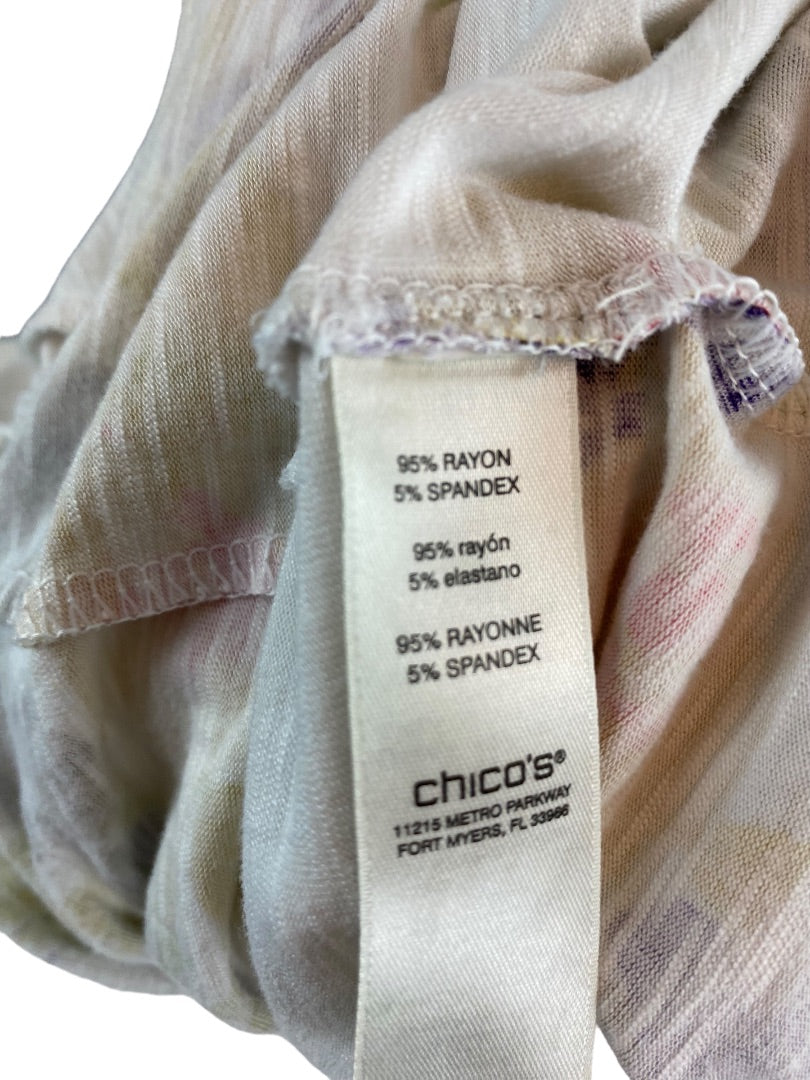 95% RAYON
5% SPANDEX
95% rayón
5% elastano
95% RAYONNE
5% SPANDEX
chico's®
11215 METRO PARKWAY
FORT MYERS, FL 33966